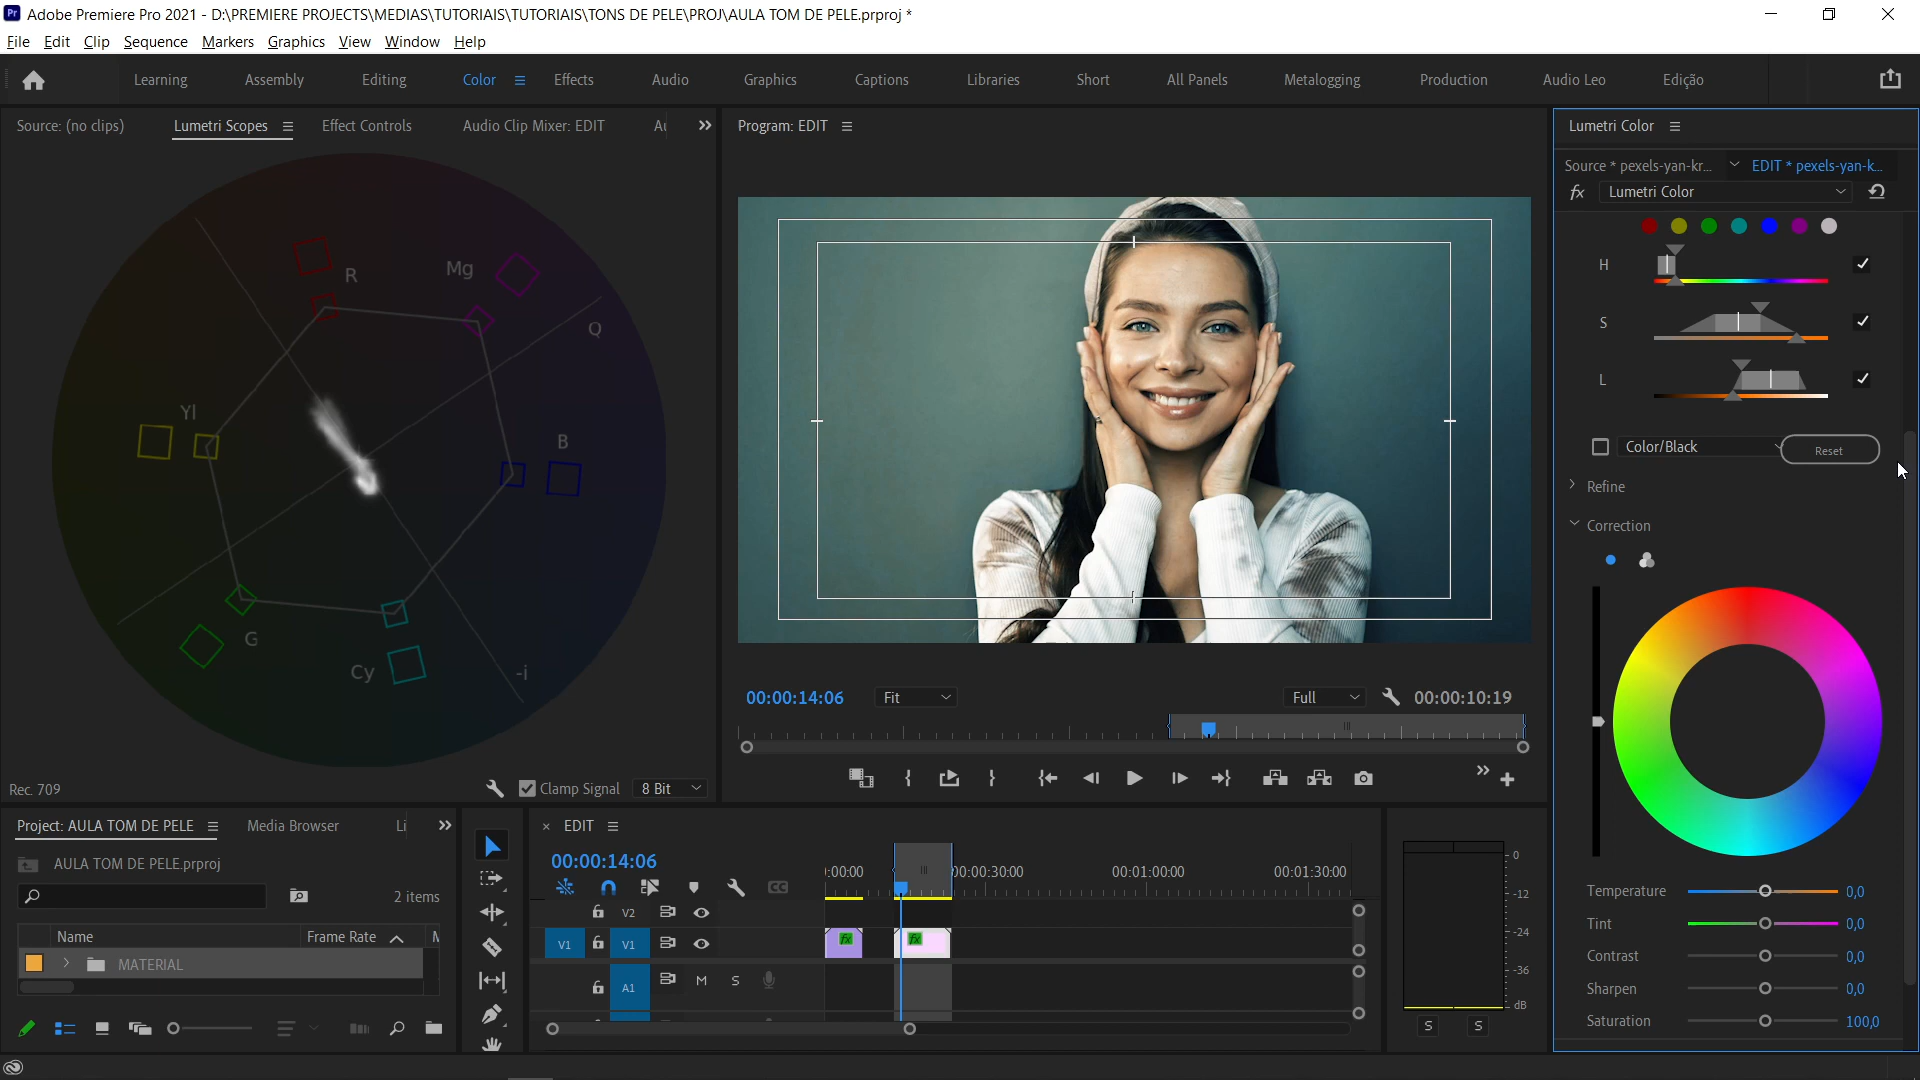 Pr Adobe Premiere Pro 2021 - D:\PREMIERE PROJECTS\MEDIAS\TUTORIAIS\TUTORIAIS\TONS DE PELE\PROJ\AULA TOM DE PELE.prproj *
File Edit Clip Sequence Markers Graphics View Window Help
Learning Assembly Editing Color Effects Audio Graphics Captions Libraries Short All Panels Metalogging Production Audio Leo Edição
Source: (no clips) Lumetri Scopes Effect Controls Audio Clip Mixer: EDIT Au
R
Mg
Q
Yl
B
G
Cy
-i
Rec. 709 Clamp Signal 8 Bit
Program: EDIT
00:00:14:06 Fit Full 00:00:10:19
Lumetri Color
Source * pexels-yan-kr... EDIT * pexels-yan-k...
fx Lumetri Color
H
S
L
Color/Black Reset
Refine
Correction
Temperature 0,0
Tint 0,0
Contrast 0,0
Sharpen 0,0
Saturation 100,0
Project: AULA TOM DE PELE Media Browser Li
AULA TOM DE PELE.prproj
2 items
Name Frame Rate M
MATERIAL
× EDIT
00:00:14:06
:00:00 00:00:30:00 00:01:00:00 00:01:30:00
CC
V2
V1 V1 fx fx
A1 M S
0
-12
-24
-36
dB
S S